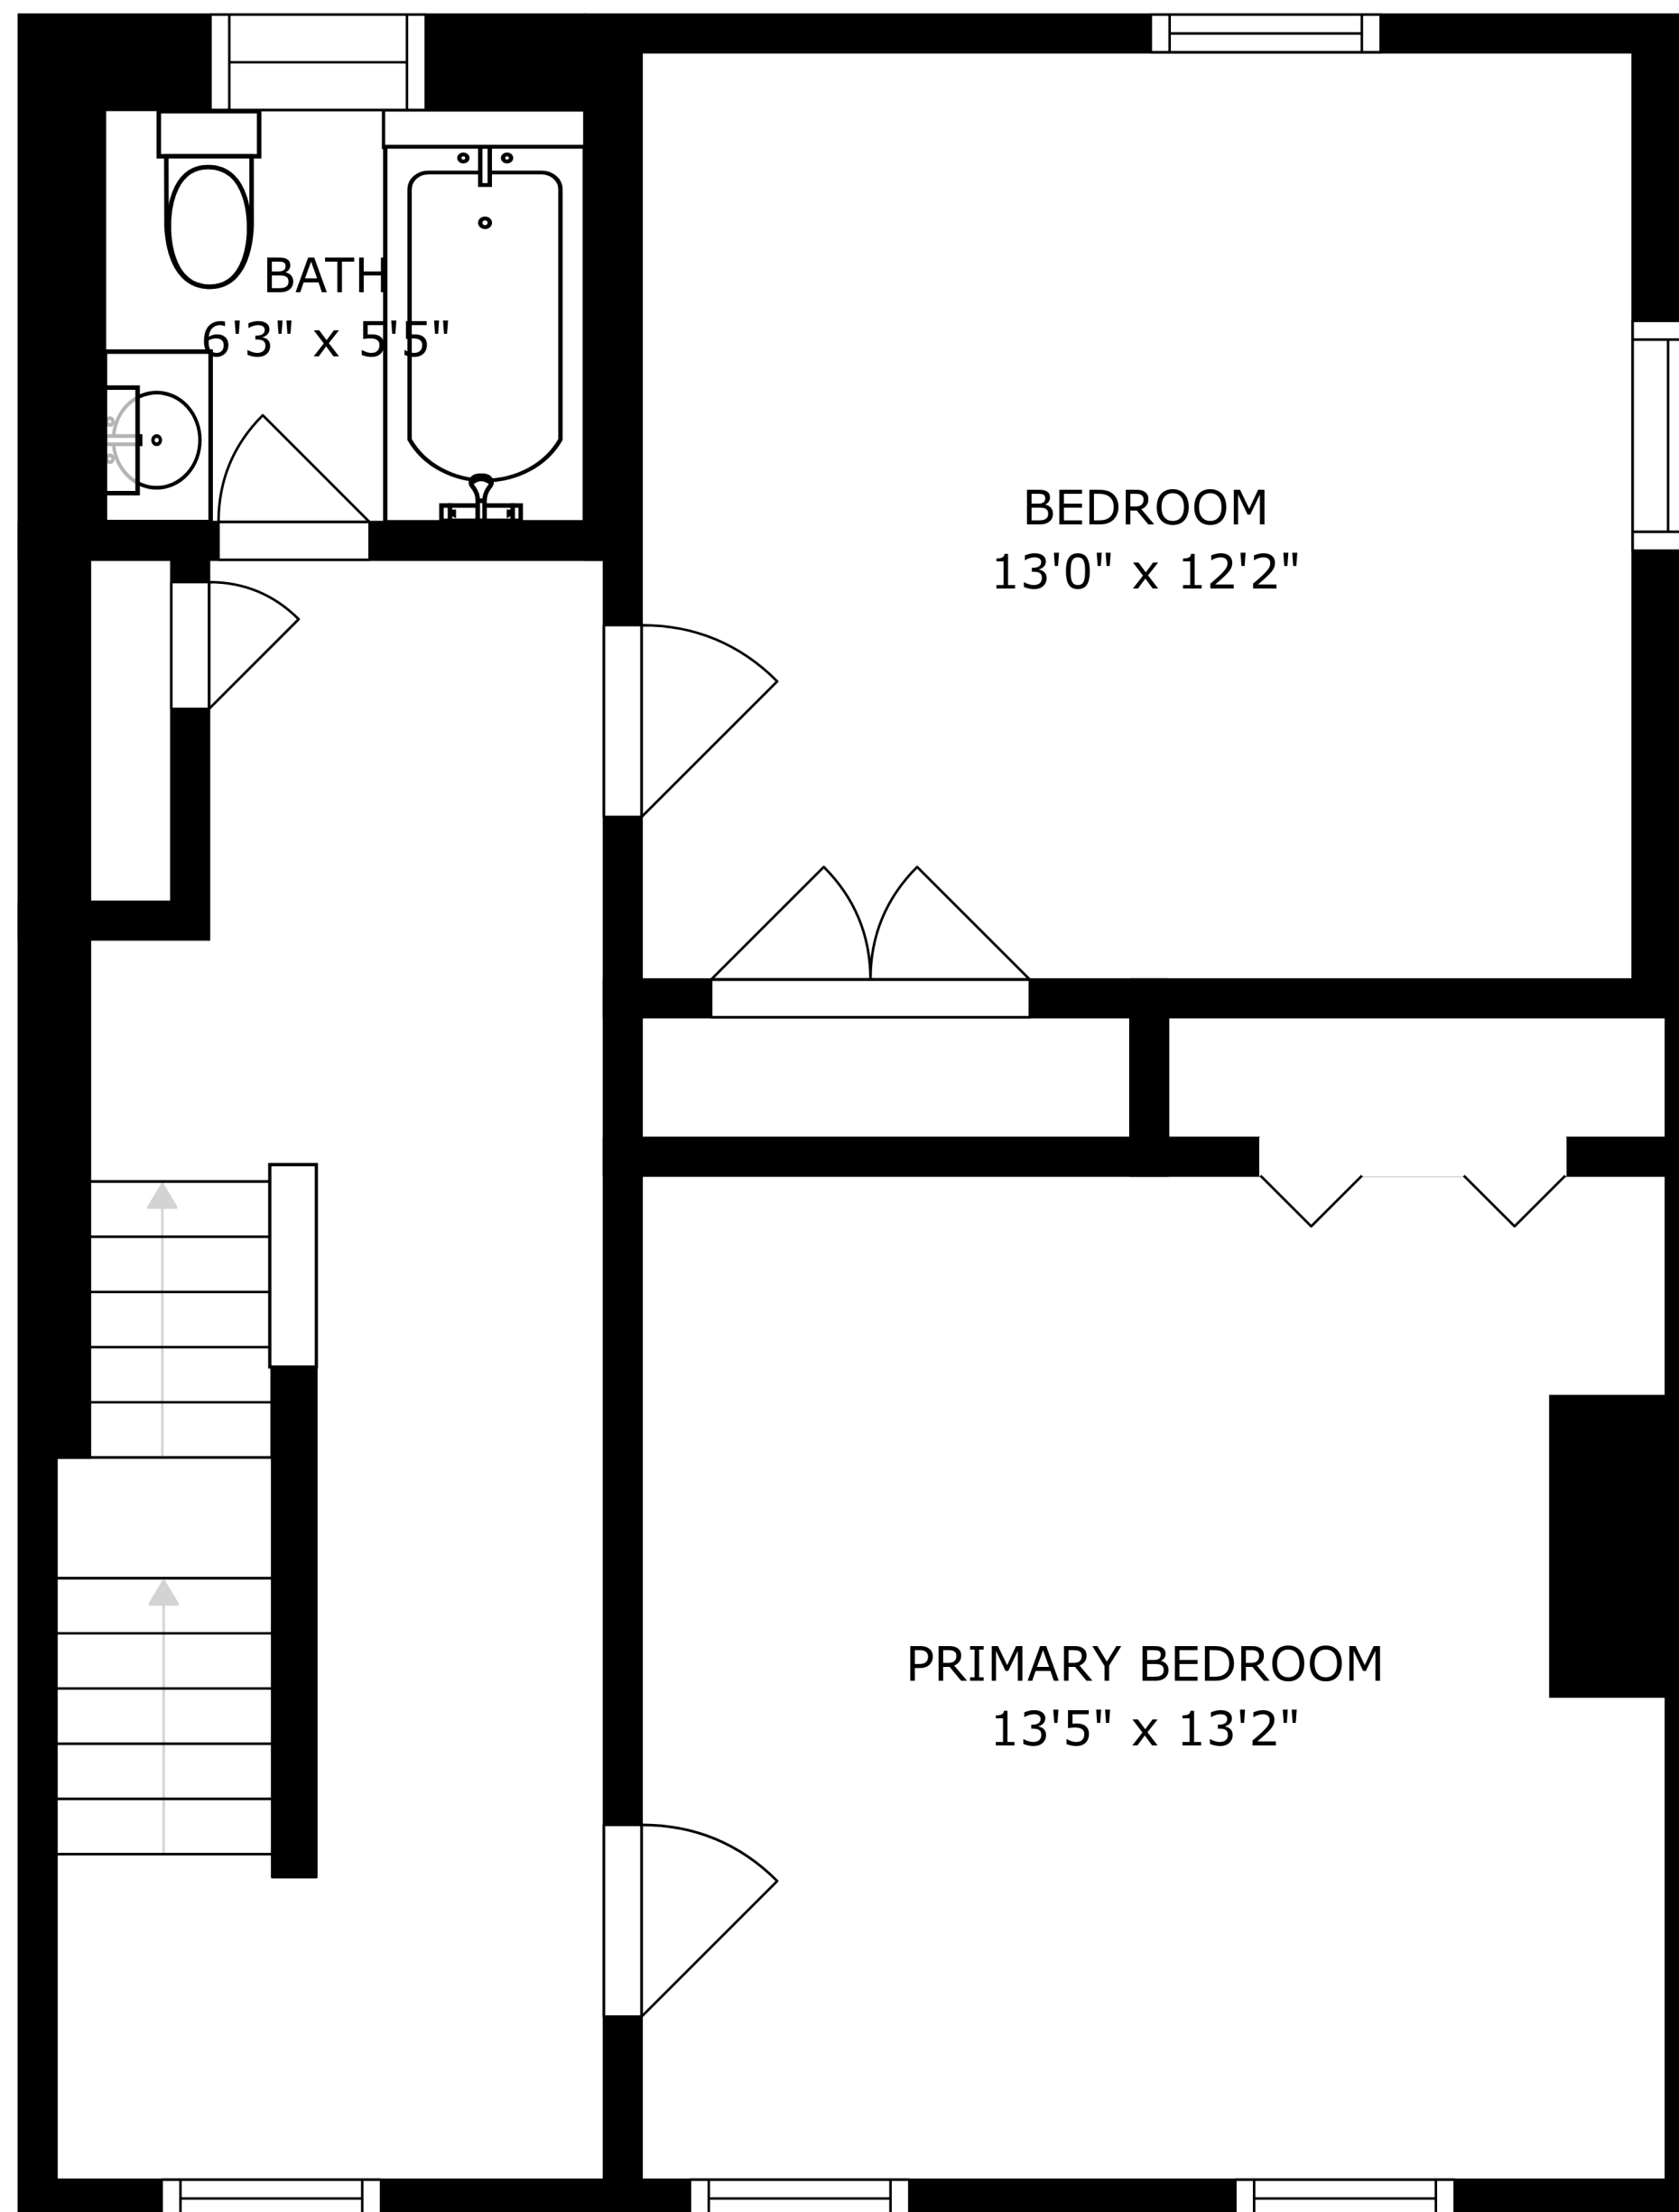 BATH
6'3" x 5'5"
BEDROOM
13'0" x 12'2"
PRIMARY BEDROOM
13'5" x 13'2"